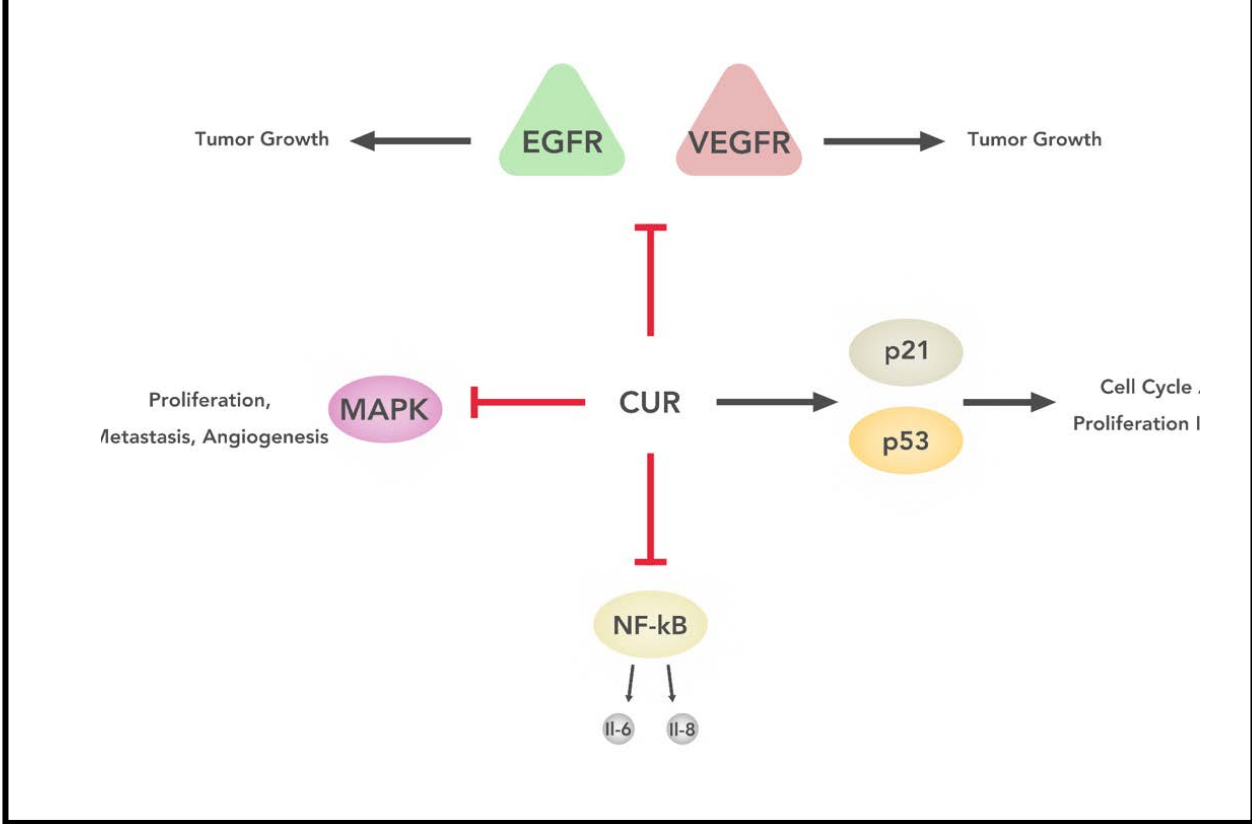 EGFR
VEGFR
Tumor Growth
Tumor Growth
p21
MAPK
CUR
p53
Proliferation,
Metastasis, Angiogenesis
Cell Cycle
Proliferation
NF-kB
Il-6
Il-8